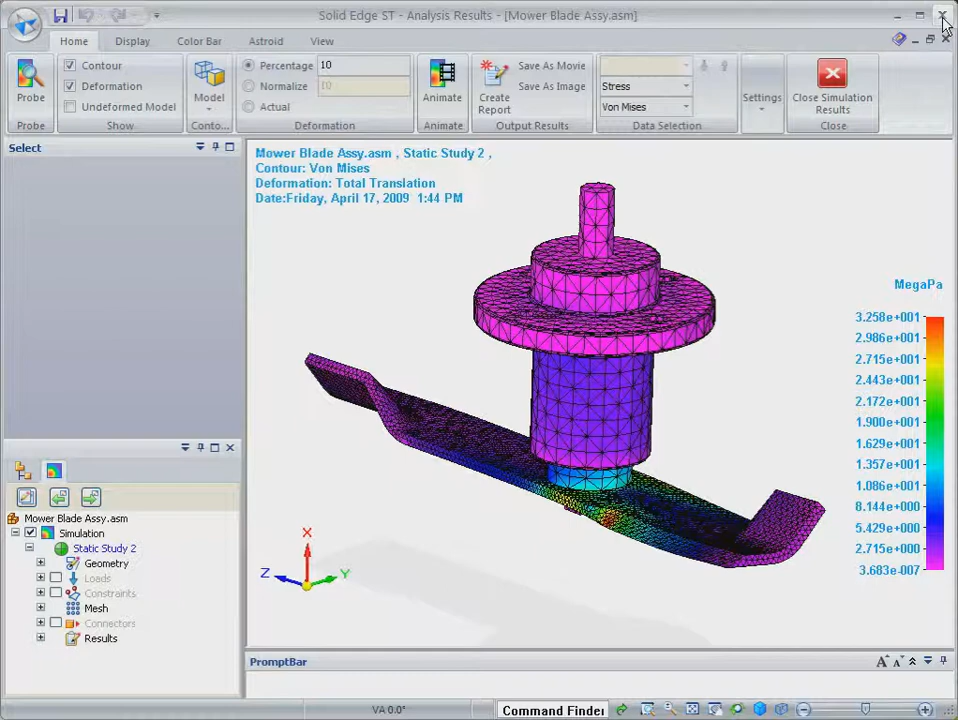 Solid Edge ST - Analysis Results - [Mower Blade Assy.asm]
Home Display Color Bar Astroid View
Probe
Probe
Contour
Deformation
Undeformed Model
Show
Model
Conto...
Percentage 10
Normalize 10
Actual
Deformation
Animate
Animate
Create Report
Save As Movie
Save As Image
Output Results
Stress
Von Mises
Data Selection
Settings
Close Simulation Results
Close
Select
Mower Blade Assy.asm , Static Study 2 ,
Contour: Von Mises
Deformation: Total Translation
Date:Friday, April 17, 2009 1:44 PM
MegaPa
3.258e+001
2.986e+001
2.715e+001
2.443e+001
2.172e+001
1.900e+001
1.629e+001
1.357e+001
1.086e+001
8.144e+000
5.429e+000
2.715e+000
3.683e-007
X
Z
Y
Mower Blade Assy.asm
Simulation
Static Study 2
Geometry
Loads
Constraints
Mesh
Connectors
Results
PromptBar
A A
VA 0.0°
Command Finder